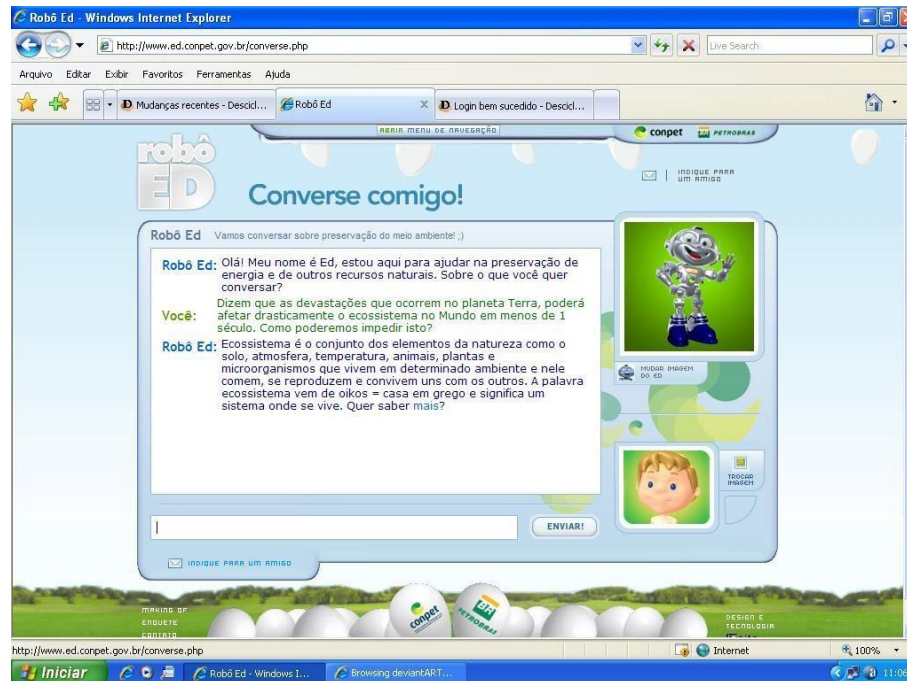 Robô Ed - Windows Internet Explorer
http://www.ed.conpet.gov.br/converse.php
Live Search
Arquivo Editar Exibir Favoritos Ferramentas Ajuda
Mudanças recentes - Descicl...
Robô Ed
Login bem sucedido - Descicl...
ABRIR MENU DE NAVEGAÇÃO
conpet PETROBRAS
robô
ED
Converse comigo!
INDIQUE PARA
UM AMIGO
Robô Ed Vamos conversar sobre preservação do meio ambiente! ;)
Robô Ed: Olá! Meu nome é Ed, estou aqui para ajudar na preservação de
energia e de outros recursos naturais. Sobre o que você quer
conversar?
Dizem que as devastações que ocorrem no planeta Terra, poderá
Você: afetar drasticamente o ecossistema no Mundo em menos de 1
século. Como poderemos impedir isto?
Robô Ed: Ecossistema é o conjunto dos elementos da natureza como o
solo, atmosfera, temperatura, animais, plantas e
microorganismos que vivem em determinado ambiente e nele
comem, se reproduzem e convivem uns com os outros. A palavra
ecossistema vem de oikos = casa em grego e significa um
sistema onde se vive. Quer saber mais?
MUDAR IMAGEM
DO ED
TROCAR
IMAGEM
ENVIAR!
INDIQUE PARA UM AMIGO
MAKING OF
ENQUETE
CONTATO
conpet
BR
PETROBRAS
DESIGN E
TECNOLOGIA
http://www.ed.conpet.gov.br/converse.php
Internet
100%
Iniciar
Robô Ed - Windows I...
Browsing deviantART...
11:06